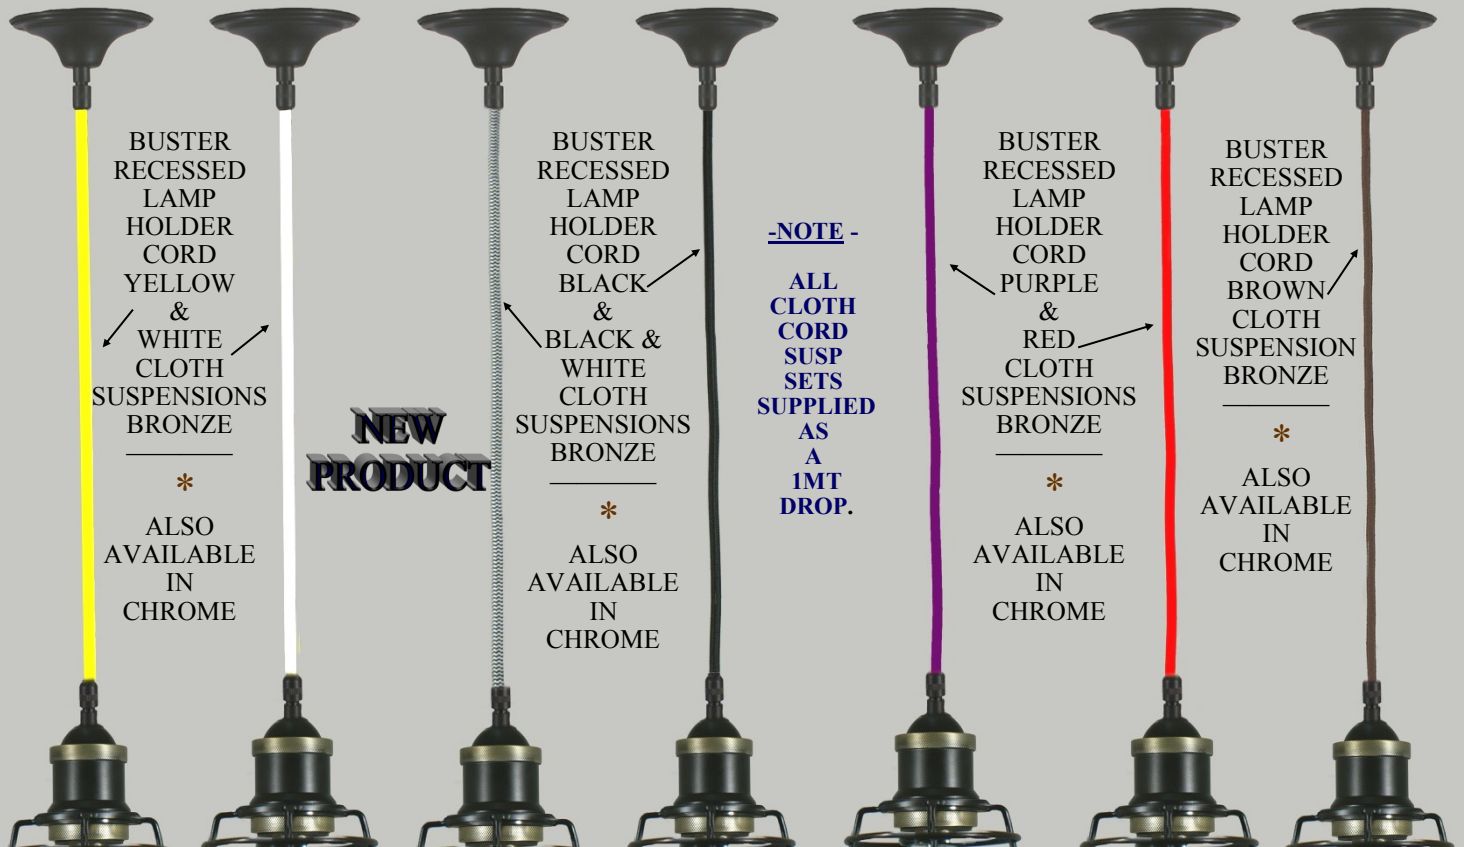 BUSTER
RECESSED
LAMP
HOLDER
CORD
YELLOW
&
WHITE
CLOTH
SUSPENSIONS
BRONZE
*
ALSO
AVAILABLE
IN
CHROME
NEW
PRODUCT
BUSTER
RECESSED
LAMP
HOLDER
CORD
BLACK
&
BLACK &
WHITE
CLOTH
SUSPENSIONS
BRONZE
*
ALSO
AVAILABLE
IN
CHROME
-NOTE -
ALL
CLOTH
CORD
SUSP
SETS
SUPPLIED
AS
A
1MT
DROP.
BUSTER
RECESSED
LAMP
HOLDER
CORD
PURPLE
&
RED
CLOTH
SUSPENSIONS
BRONZE
*
ALSO
AVAILABLE
IN
CHROME
BUSTER
RECESSED
LAMP
HOLDER
CORD
BROWN
CLOTH
SUSPENSION
BRONZE
*
ALSO
AVAILABLE
IN
CHROME